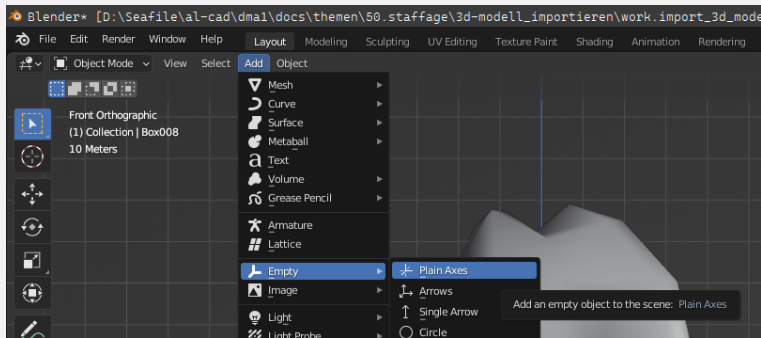 Blender* [D:\Seafile\al-cad\dma1\docs\themen\50.staffage\3d-modell_importieren\work.import_3d_mode
File Edit Render Window Help Layout Modeling Sculpting UV Editing Texture Paint Shading Animation Rendering
Object Mode View Select Add Object
Mesh
Curve
Surface
Metaball
Text
Volume
Grease Pencil
Armature
Lattice
Empty
Image
Light
Light Probe
Front Orthographic
(1) Collection | Box008
10 Meters
Plain Axes
Arrows
Single Arrow
Circle
Add an empty object to the scene: Plain Axes